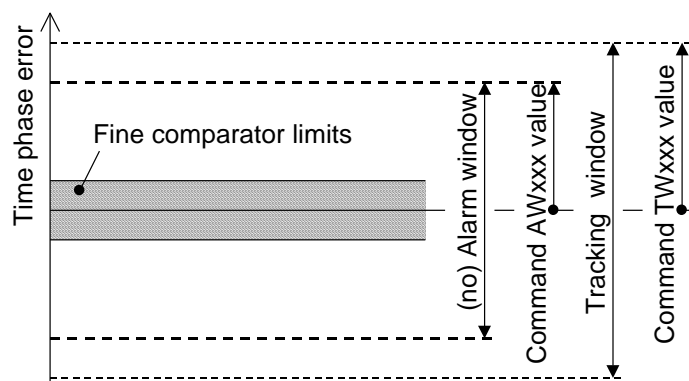 Time phase error
Fine comparator limits
(no) Alarm window
Command AWxxx value
Tracking window
Command TWxxx value